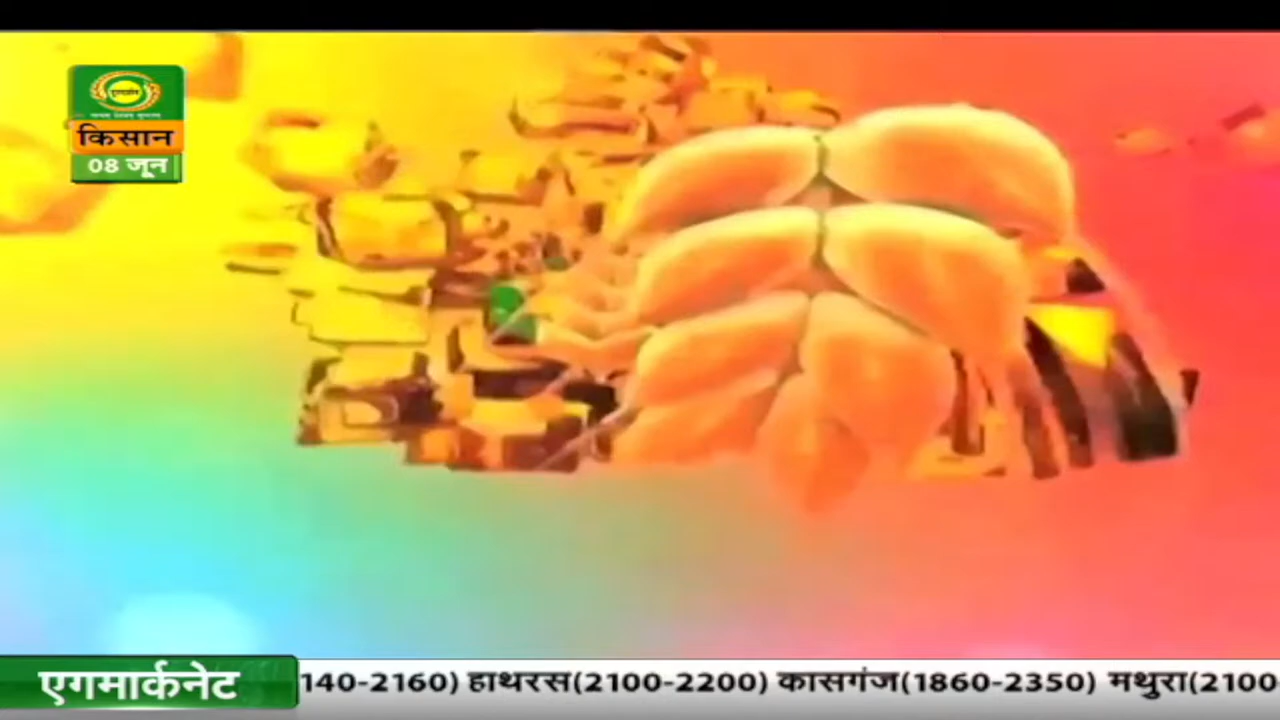 किसान
08 जून
एगमार्कनेट
140-2160) हाथरस(2100-2200) कासगंज(1860-2350) मथुरा(2100-